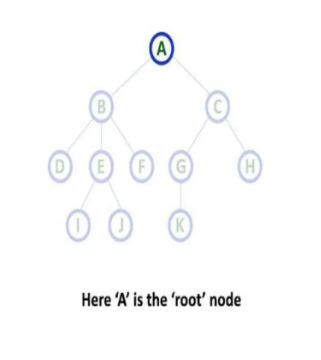 A
B C
D E F G H
I J K
Here ‘A’ is the ‘root’ node